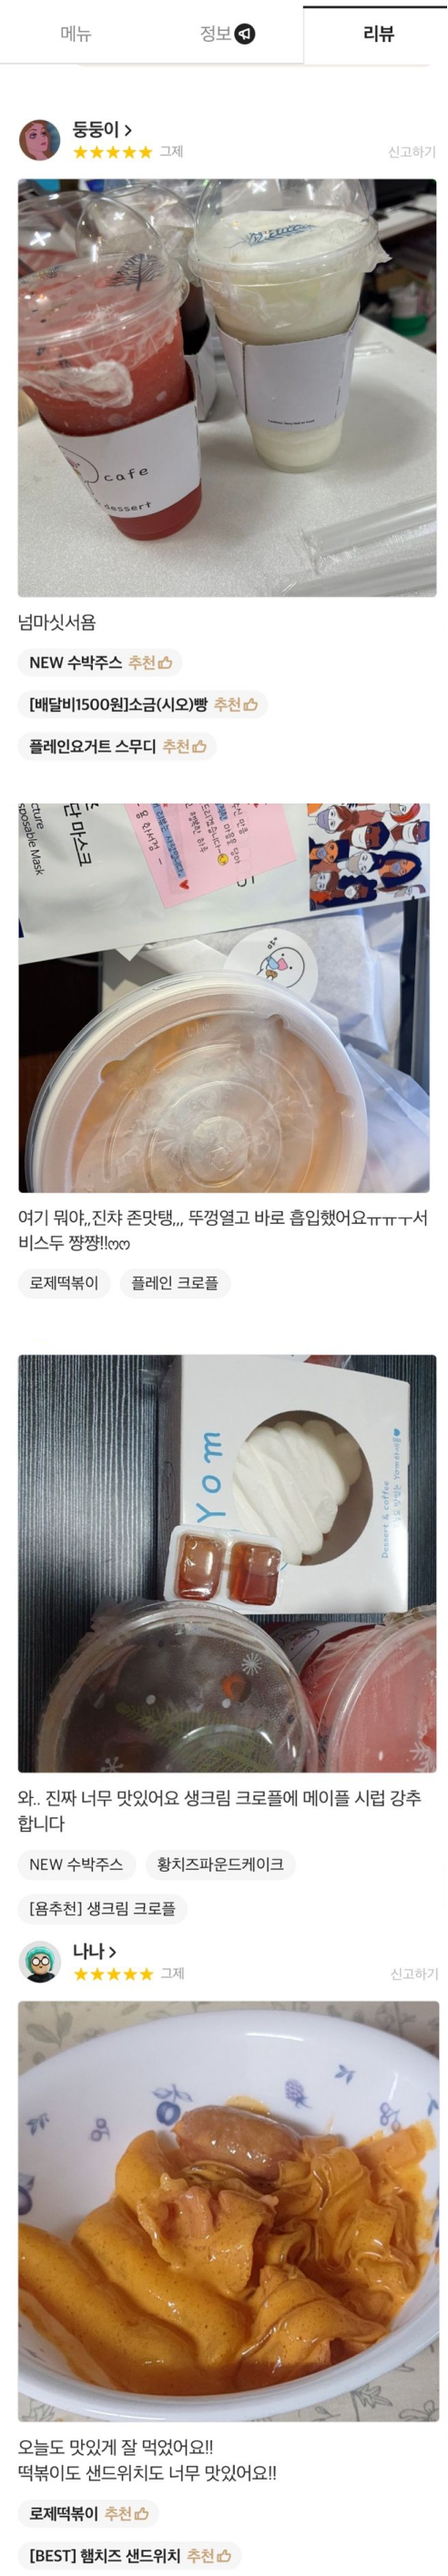 메뉴
정보
리뷰
둥둥이 >
★★★★★ 그제
신고하기
cafe
dessert
넘마싯서욤
NEW 수박주스 추천
[배달비1500원]소금(시오)빵 추천
플레인요거트 스무디 추천
cture
sposable Mask
단 마스크
여기 뭐야,,진챠 존맛탱,,, 뚜껑열고 바로 흡입했어요ㅠㅠㅜ서
비스두 쨩쨩!!ෆෆ
로제떡볶이
플레인 크로플
Yom
Dessert & coffee
와.. 진짜 너무 맛있어요 생크림 크로플에 메이플 시럽 강추
합니다
NEW 수박주스
황치즈파운드케이크
[욤추천] 생크림 크로플
나나 >
★★★★★ 그제
신고하기
오늘도 맛있게 잘 먹었어요!!
떡볶이도 샌드위치도 너무 맛있어요!!
로제떡볶이 추천
[BEST] 햄치즈 샌드위치 추천